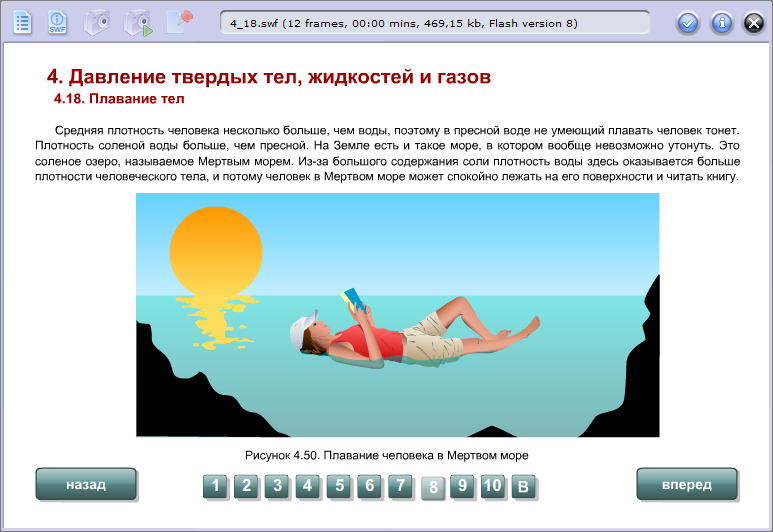 SWF
4_18.swf (12 frames, 00:00 mins, 469,15 kb, Flash version 8)
4. Давление твердых тел, жидкостей и газов
4.18. Плавание тел
Средняя плотность человека несколько больше, чем воды, поэтому в пресной воде не умеющий плавать человек тонет.
Плотность соленой воды больше, чем пресной. На Земле есть и такое море, в котором вообще невозможно утонуть. Это
соленое озеро, называемое Мертвым морем. Из-за большого содержания соли плотность воды здесь оказывается больше
плотности человеческого тела, и потому человек в Мертвом море может спокойно лежать на его поверхности и читать книгу.
Рисунок 4.50. Плавание человека в Мертвом море
назад 1 2 3 4 5 6 7 8 9 10 В вперед